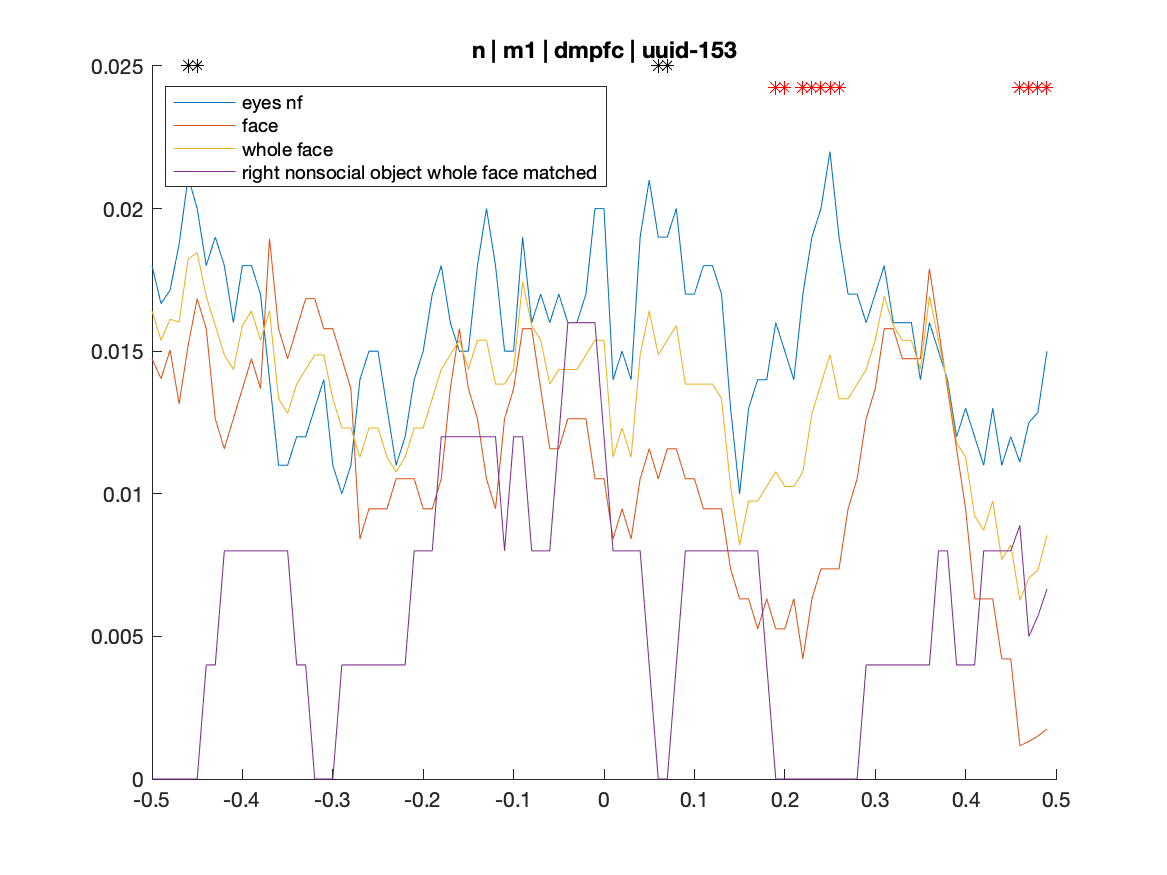 n | m1 | dmpfc | uuid-153
0.025
eyes nf
face
whole face
right nonsocial object whole face matched
0.02
0.015
0.01
0.005
0
-0.5 -0.4 -0.3 -0.2 -0.1 0 0.1 0.2 0.3 0.4 0.5